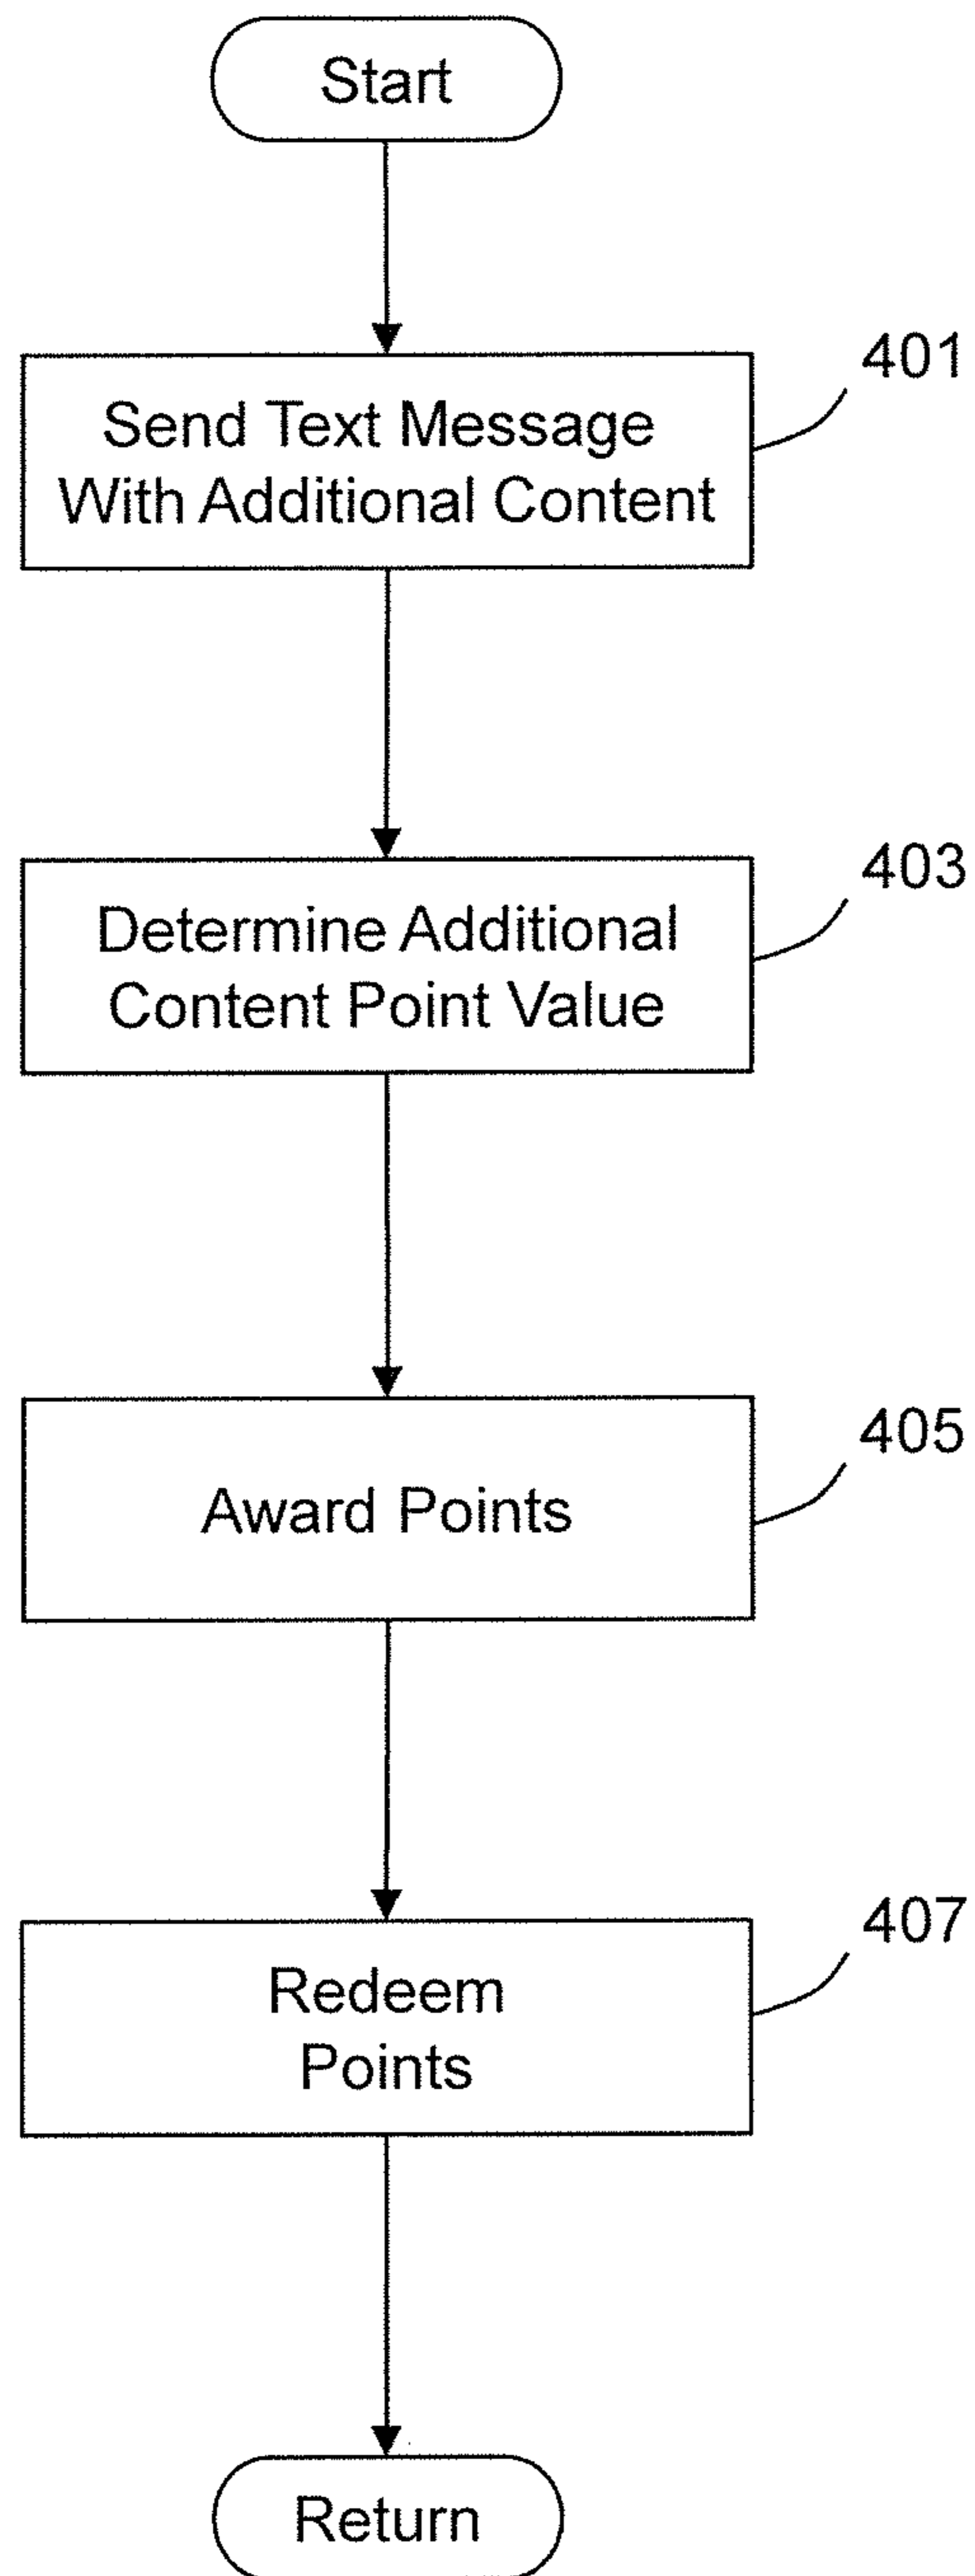 Start
401
Send Text Message
With Additional Content
403
Determine Additional
Content Point Value
405
Award Points
407
Redeem
Points
Return